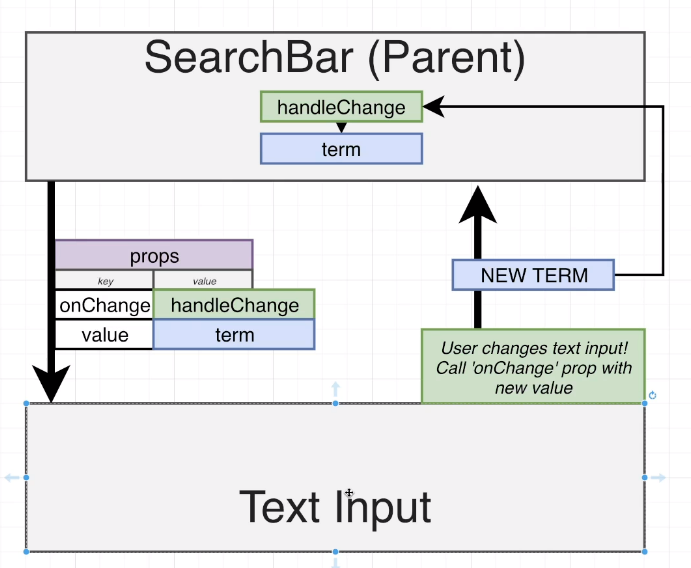 SearchBar (Parent)
handleChange
term
props
key value
onChange handleChange
value term
NEW TERM
User changes text input!
Call 'onChange' prop with
new value
Text Input